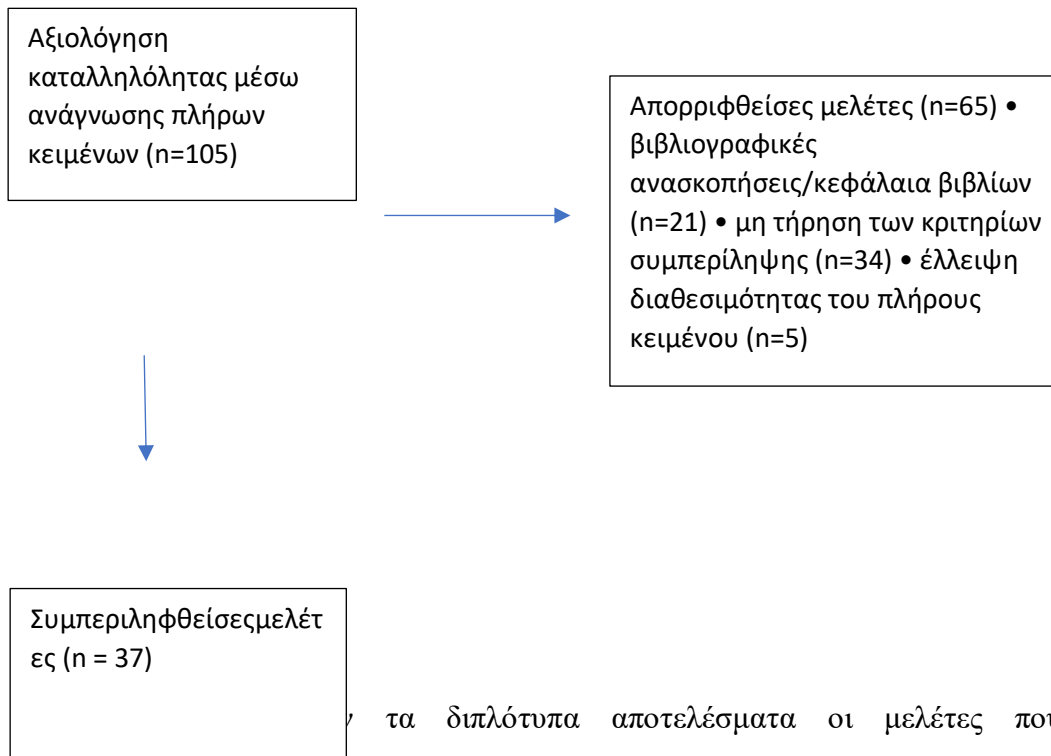 Αξιολόγηση
καταλληλόλητας μέσω
ανάγνωσης πλήρων
κειμένων (n=105)
Απορριφθείσες μελέτες (n=65) •
βιβλιογραφικές
ανασκοπήσεις/κεφάλαια βιβλίων
(n=21) • μη τήρηση των κριτηρίων
συμπερίληψης (n=34) • έλλειψη
διαθεσιμότητας του πλήρους
κειμένου (n=5)
Συμπεριληφθείσεςμελέτ
ες (n = 37)
τα διπλότυπα αποτελέσματα οι μελέτες που